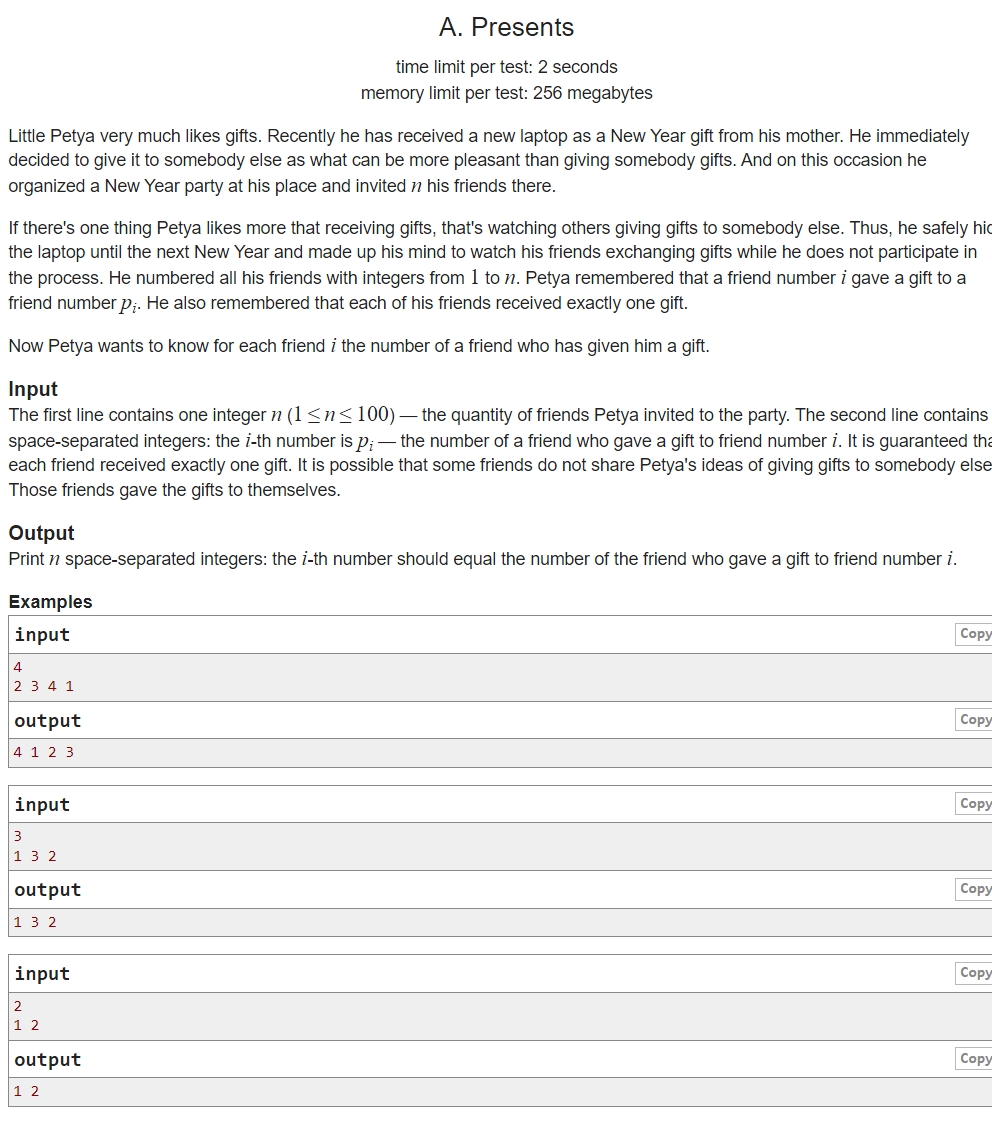 A. Presents
time limit per test: 2 seconds
memory limit per test: 256 megabytes
Little Petya very much likes gifts. Recently he has received a new laptop as a New Year gift from his mother. He immediately
decided to give it to somebody else as what can be more pleasant than giving somebody gifts. And on this occasion he
organized a New Year party at his place and invited n his friends there.
If there's one thing Petya likes more that receiving gifts, that's watching others giving gifts to somebody else. Thus, he safely hid
the laptop until the next New Year and made up his mind to watch his friends exchanging gifts while he does not participate in
the process. He numbered all his friends with integers from 1 to n. Petya remembered that a friend number i gave a gift to a
friend number pi. He also remembered that each of his friends received exactly one gift.
Now Petya wants to know for each friend i the number of a friend who has given him a gift.
Input
The first line contains one integer n (1 ≤ n ≤ 100) — the quantity of friends Petya invited to the party. The second line contains
space-separated integers: the i-th number is pi — the number of a friend who gave a gift to friend number i. It is guaranteed tha
each friend received exactly one gift. It is possible that some friends do not share Petya's ideas of giving gifts to somebody else
Those friends gave the gifts to themselves.
Output
Print n space-separated integers: the i-th number should equal the number of the friend who gave a gift to friend number i.
Examples
input Copy
4
2 3 4 1
output Copy
4 1 2 3
input Copy
3
1 3 2
output Copy
1 3 2
input Copy
2
1 2
output Copy
1 2